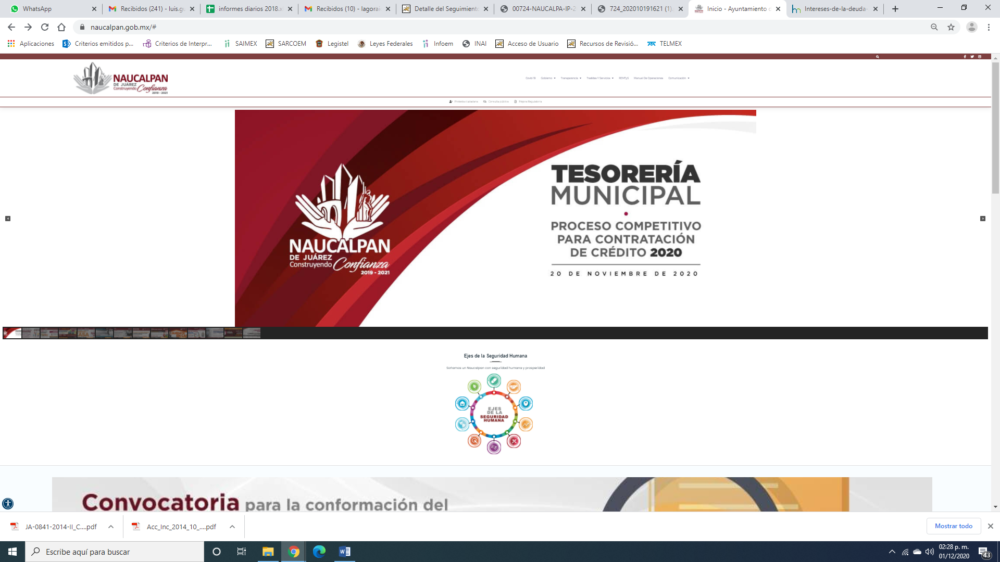 WhatsApp
Recibidos (241) - luis.gu
informes diarios 2018.x
Recibidos (10) - lagorai
Detalle del Seguimiento
00724-NAUCALPA-IP-2
724_202010191621 (1).
Inicio - Ayuntamiento d
Intereses-de-la-deuda-
naucalpan.gob.mx/#
Aplicaciones
Criterios emitidos p...
Criterios de Interpr...
SAIMEX
SARCOEM
Legistel
Leyes Federales
Infoem
INAI
Acceso de Usuario
Recursos de Revisió...
TELMEX
NAUCALPAN
DE JUÁREZ
Construyendo Confianza
2019 - 2021
Covid-19
Gobierno
Transparencia
Trámites Y Servicios
REMTyS
Manual De Operaciones
Comunicación
Protesta ciudadana
Consulta pública
Mejora Regulatoria
NAUCALPAN
DE JUÁREZ
Construyendo Confianza
2019 - 2021
TESORERÍA
MUNICIPAL
PROCESO COMPETITIVO
PARA CONTRATACIÓN
DE CRÉDITO 2020
20 DE NOVIEMBRE DE 2020
Ejes de la Seguridad Humana
Soñamos un Naucalpan con seguridad humana y prosperidad
EJES
DE LA
SEGURIDAD
HUMANA
Convocatoria para la conformación del
JA-0841-2014-II_C....pdf
Acc_Inc_2014_10_....pdf
Mostrar todo
Escribe aquí para buscar
02:28 p. m.
01/12/2020
43